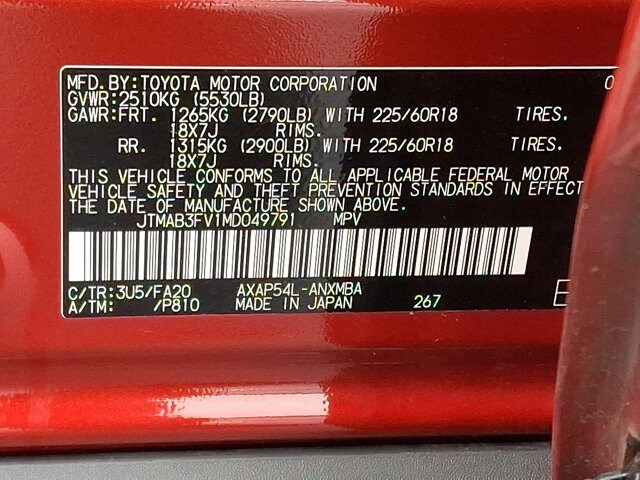 MFD.BY:TOYOTA MOTOR CORPORATION 0
GVWR:2510KG (5530LB)
GAWR:FRT. 1265KG (2790LB) WITH 225/60R18 TIRES.
18X7J RIMS.
RR. 1315KG (2900LB) WITH 225/60R18 TIRES.
18X7J RIMS.
THIS VEHICLE CONFORMS TO ALL APPLICABLE FEDERAL MOTOR
VEHICLE SAFETY AND THEFT PREVENTION STANDARDS IN EFFECT
THE DATE OF MANUFACTURE SHOWN ABOVE.
JTMAB3FV1MD049791 MPV
C/TR:3U5/FA20 AXAP54L-ANXMBA
A/TM: /P810 MADE IN JAPAN 267 E